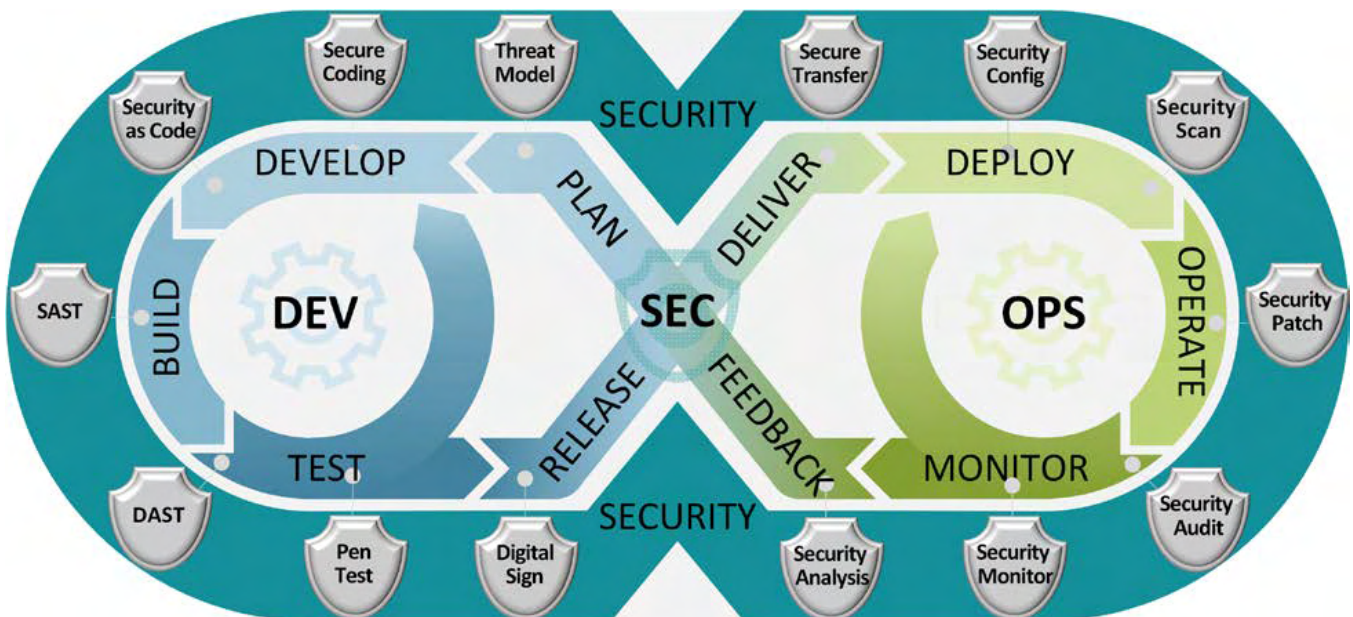 Secure
Coding
Threat
Model
Secure
Transfer
Security
Config
Security
as Code
Security
Scan
SECURITY
DEVELOP
PLAN
DELIVER
DEPLOY
SAST
BUILD
DEV
SEC
OPS
OPERATE
Security
Patch
TEST
RELEASE
FEEDBACK
MONITOR
DAST
SECURITY
Security
Audit
Pen
Test
Digital
Sign
Security
Analysis
Security
Monitor